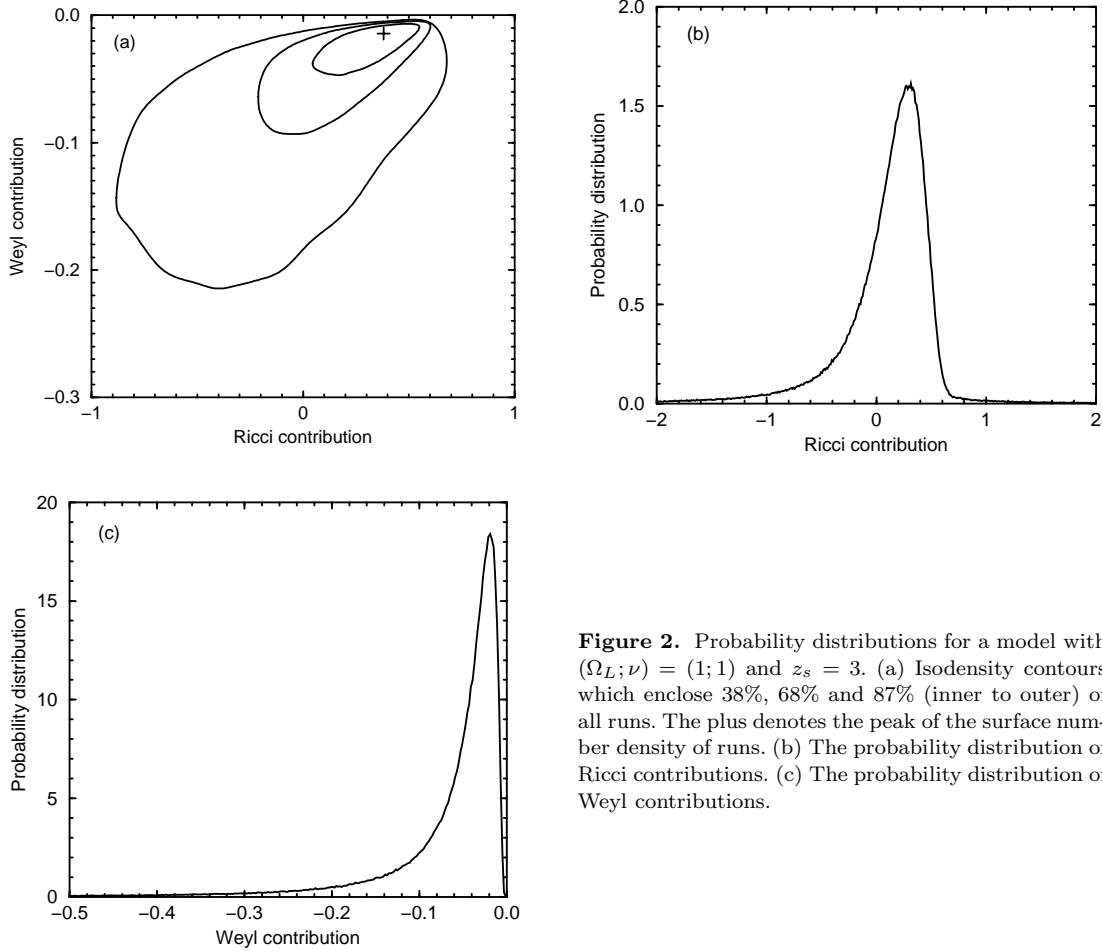 (a)
0.0
−0.1
−0.2
−0.3
−1
0
1
Ricci contribution
Weyl contribution
(b)
2.0
1.5
1.0
0.5
0.0
−2
−1
0
1
2
Ricci contribution
Probability distribution
(c)
20
15
10
5
0
−0.5
−0.4
−0.3
−0.2
−0.1
0.0
Weyl contribution
Probability distribution
Figure 2. Probability distributions for a model with
(Ω_L; ν) = (1; 1) and z_s = 3. (a) Isodensity contours
which enclose 38%, 68% and 87% (inner to outer) o
all runs. The plus denotes the peak of the surface num-
ber density of runs. (b) The probability distribution o
Ricci contributions. (c) The probability distribution o
Weyl contributions.